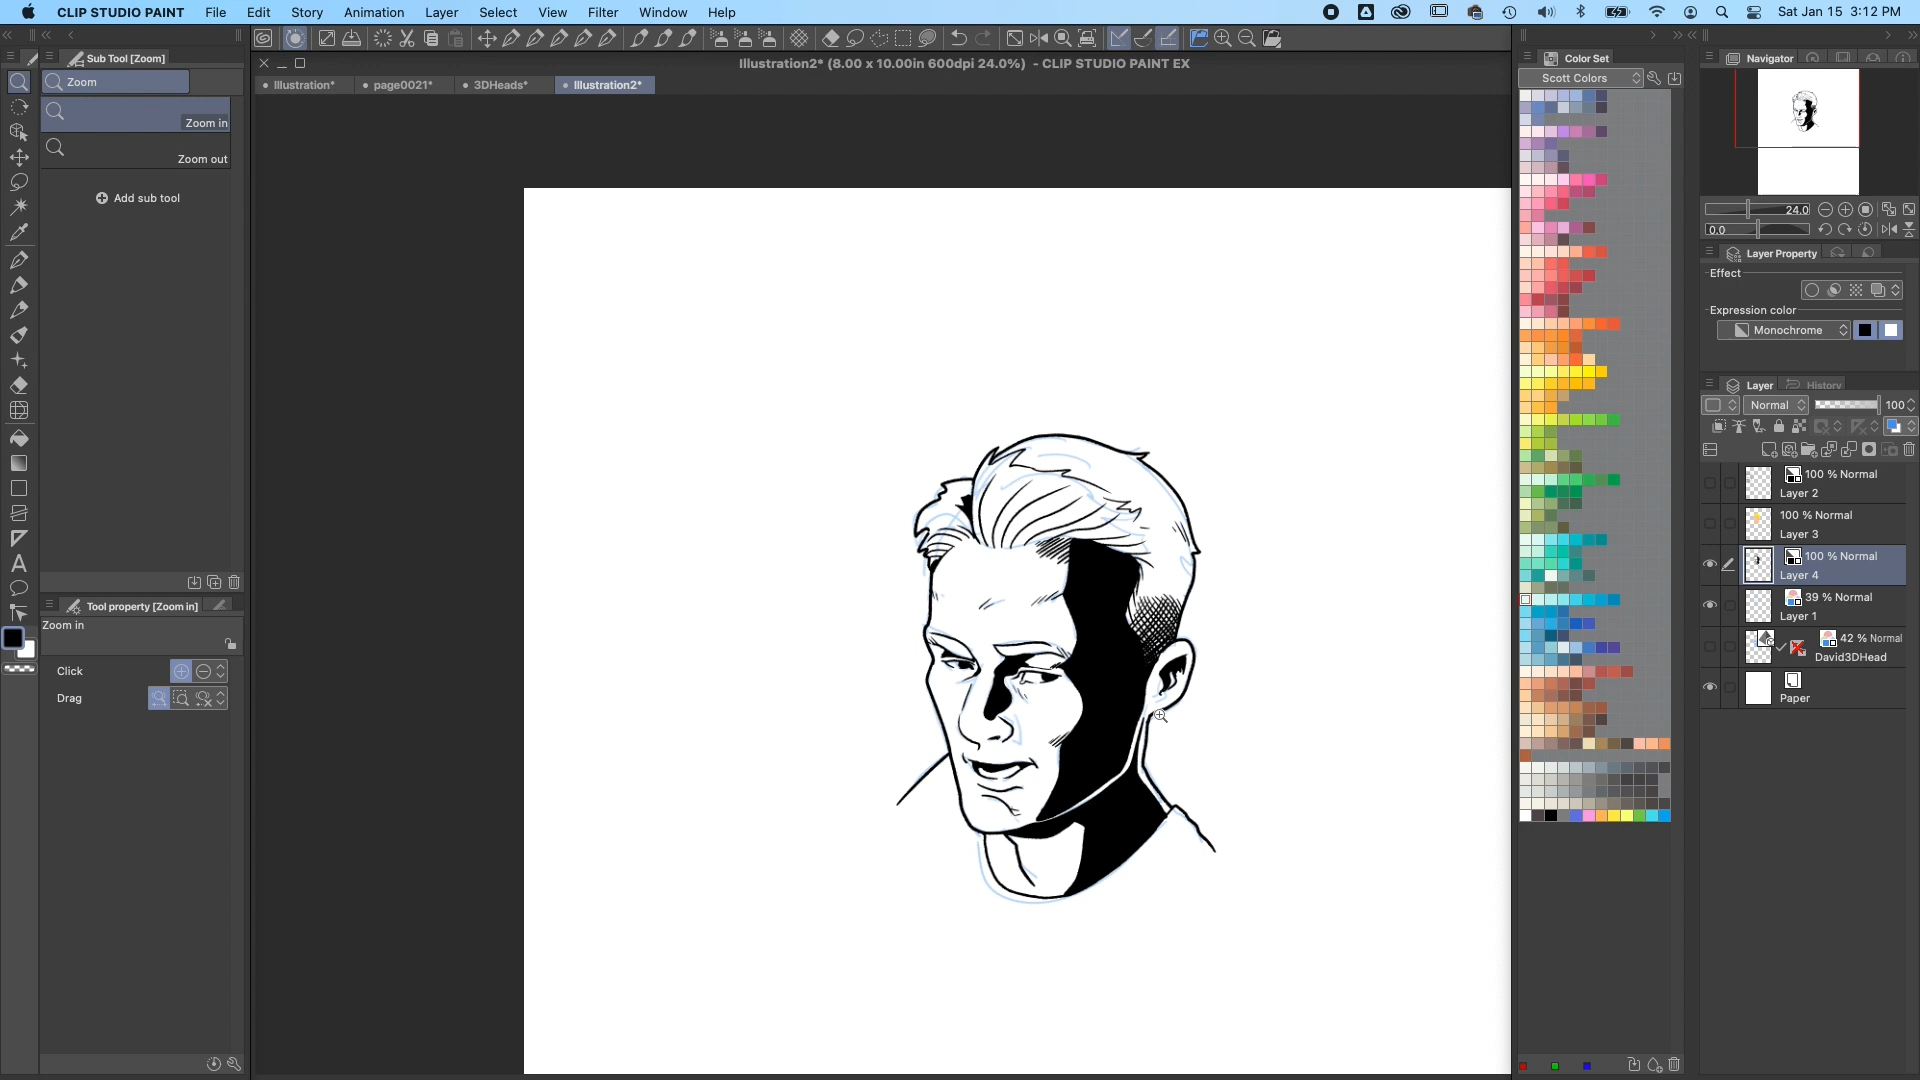 CLIP STUDIO PAINT File Edit Story Animation Layer Select View Filter Window Help Sat Jan 15 3:12 PM
Sub Tool [Zoom]
Zoom
Zoom in
Zoom out
Add sub tool
Tool property [Zoom in]
Zoom in
Click
Drag
Illustration2* (8.00 x 10.00in 600dpi 24.0%) - CLIP STUDIO PAINT EX
Illustration* page0021* 3DHeads* Illustration2*
Color Set
Scott Colors
Navigator
24.0
0.0
Layer Property
Effect
Expression color
Monochrome
Layer History
Normal 100
100 % Normal
Layer 2
100 % Normal
Layer 3
100 % Normal
Layer 4
39 % Normal
Layer 1
42 % Normal
David3DHead
Paper